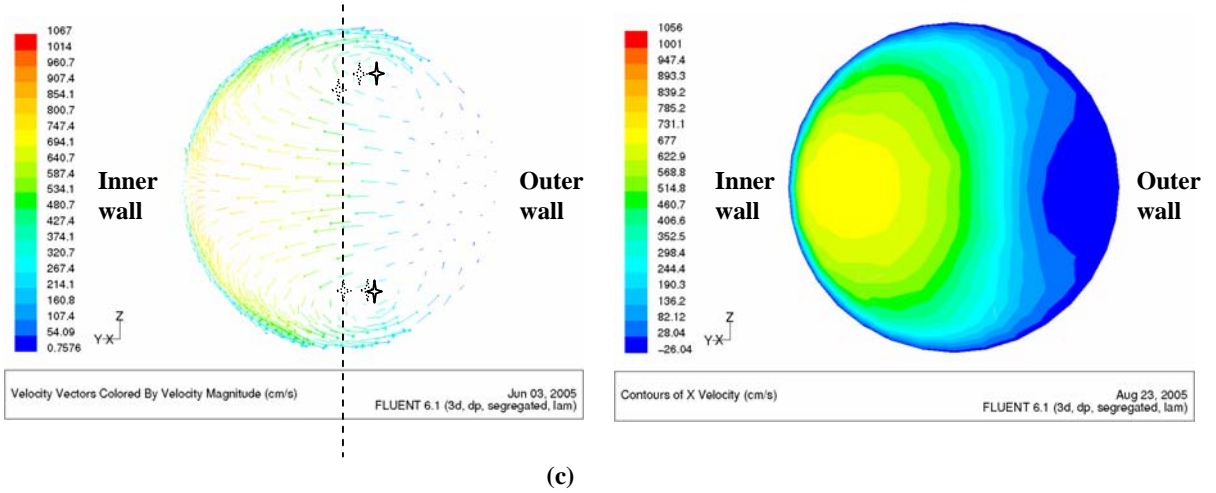 1067
1014
960.7
907.4
854.1
800.7
747.4
694.1
640.7
587.4
534.1
480.7
427.4
374.1
320.7
267.4
214.1
160.8
107.4
54.09
0.7576
Inner
wall
Outer
wall
Z
Y X
Velocity Vectors Colored By Velocity Magnitude (cm/s)
Jun 03, 2005
FLUENT 6.1 (3d, dp, segregated, lam)
1056
1001
947.4
893.3
839.2
785.2
731.1
677
622.9
568.8
514.8
460.7
406.6
352.5
298.4
244.4
190.3
136.2
82.12
28.04
-26.04
Inner
wall
Outer
wall
Z
Y X
Contours of X Velocity (cm/s)
Aug 23, 2005
FLUENT 6.1 (3d, dp, segregated, lam)
(c)